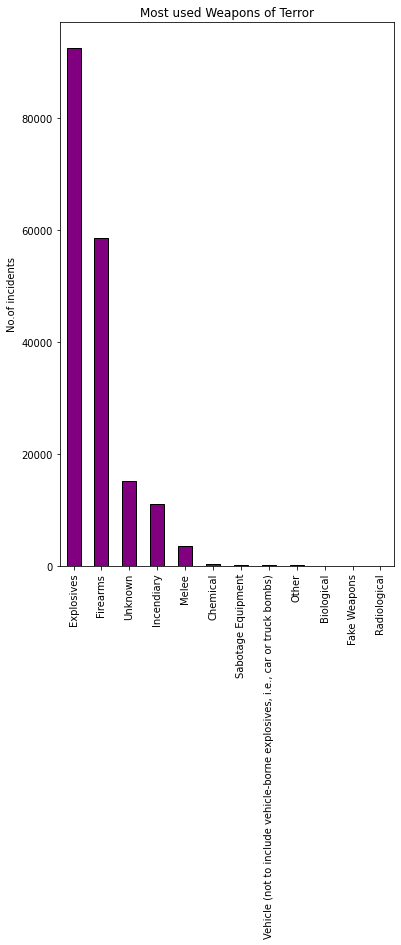 Most used Weapons of Terror
No.of incidents
80000
60000
40000
20000
0
Explosives
Firearms
Unknown
Incendiary
Melee
Chemical
Sabotage Equipment
Vehicle (not to include vehicle-borne explosives, i.e., car or truck bombs)
Other
Biological
Fake Weapons
Radiological